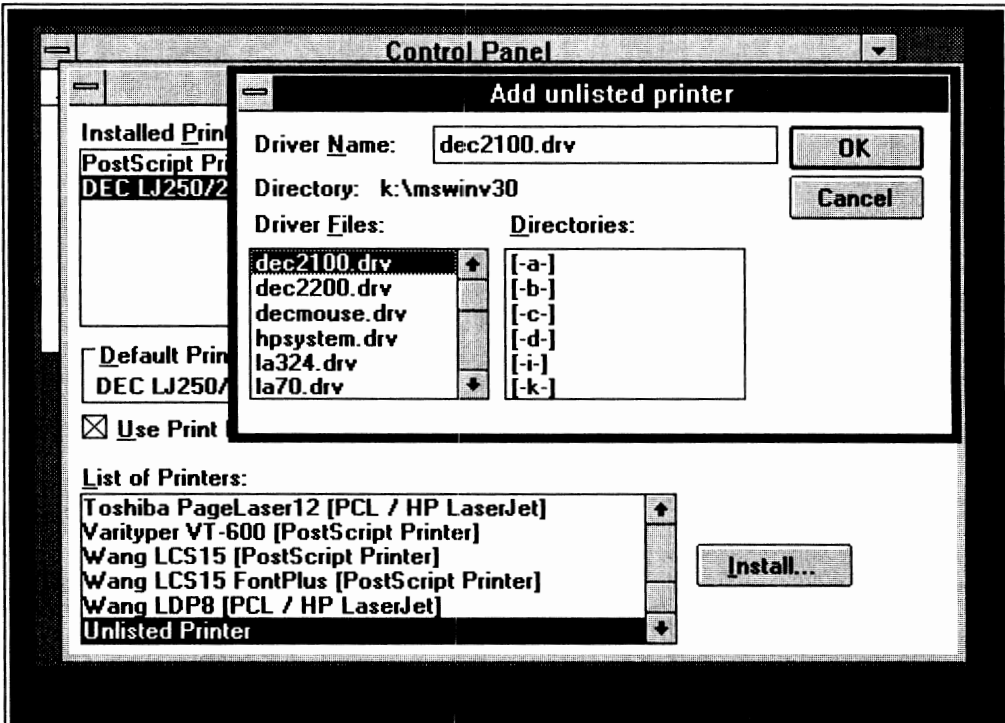 Control Panel
Add unlisted printer
Installed Prin
PostScript Pri
DEC LJ250/2
Driver Name: dec2100.drv
OK
Directory: k:\mswinv30
Cancel
Driver Files:
Directories:
dec2100.drv
dec2200.drv
decmouse.drv
hpsystem.drv
la324.drv
la70.drv
[-a-]
[-b-]
[-c-]
[-d-]
[-i-]
[-k-]
Default Prin
DEC LJ250/
Use Print
List of Printers:
Toshiba PageLaser12 [PCL / HP LaserJet]
Varityper VT-600 [PostScript Printer]
Wang LCS15 [PostScript Printer]
Wang LCS15 FontPlus [PostScript Printer]
Wang LDP8 [PCL / HP LaserJet]
Unlisted Printer
Install...